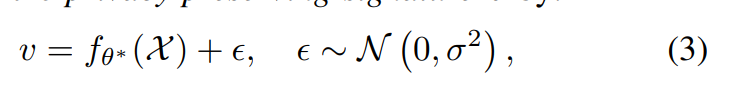 v = f_{θ*}(𝒳) + ϵ,   ϵ ∼ 𝒩(0, σ²),   (3)